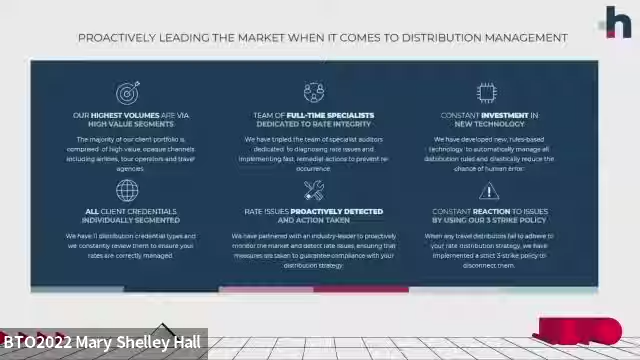 h
PROACTIVELY LEADING THE MARKET WHEN IT COMES TO DISTRIBUTION MANAGEMENT
OUR HIGHEST VOLUMES ARE VIA
HIGH VALUE SEGMENTS
The majority of our client portfolio is
comprised of high value, opaque channels
including airlines, tour operators and travel
agencies.
TEAM OF FULL-TIME SPECIALISTS
DEDICATED TO RATE INTEGRITY
We have tripled the team of specialist auditors
dedicated to diagnosing rate issues and
implementing fast, remedial actions to prevent re-
occurrence.
CONSTANT INVESTMENT IN
NEW TECHNOLOGY
We have developed new, rules-based
technology to automatically manage all
distribution rules and drastically reduce the
chance of human error.
ALL CLIENT CREDENTIALS
INDIVIDUALLY SEGMENTED
We have 11 distribution credential types and
we constantly review them to ensure your
rates are correctly managed.
RATE ISSUES PROACTIVELY DETECTED
AND ACTION TAKEN
We have partnered with an industry-leader to proactively
monitor the market and detect rate issues, ensuring that
measures are taken to guarantee compliance with your
distribution strategy.
CONSTANT REACTION TO ISSUES
BY USING OUR 3 STRIKE POLICY
When any travel distributors fail to adhere to
your rate distribution strategy, we have
implemented a strict 3-strike policy to
disconnect them.
BTO2022 Mary Shelley Hall